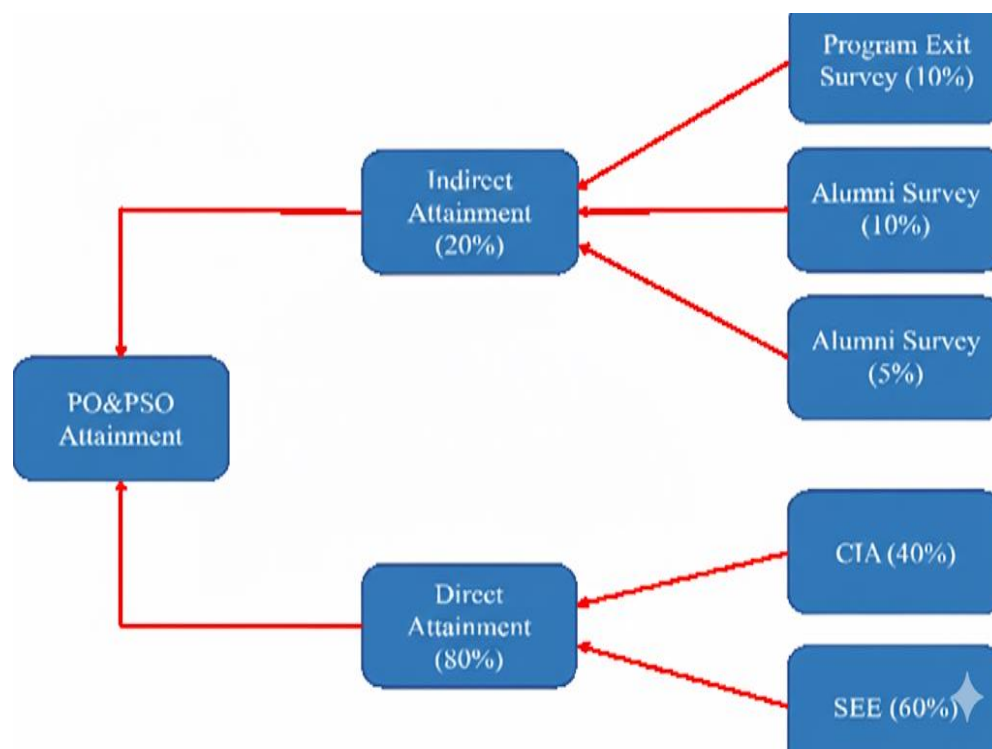 Program Exit
Survey (10%)
Indirect
Attainment
(20%)
Alumni Survey
(10%)
Alumni Survey
(5%)
PO&PSO
Attainment
CIA (40%)
Direct
Attainment
(80%)
SEE (60%)